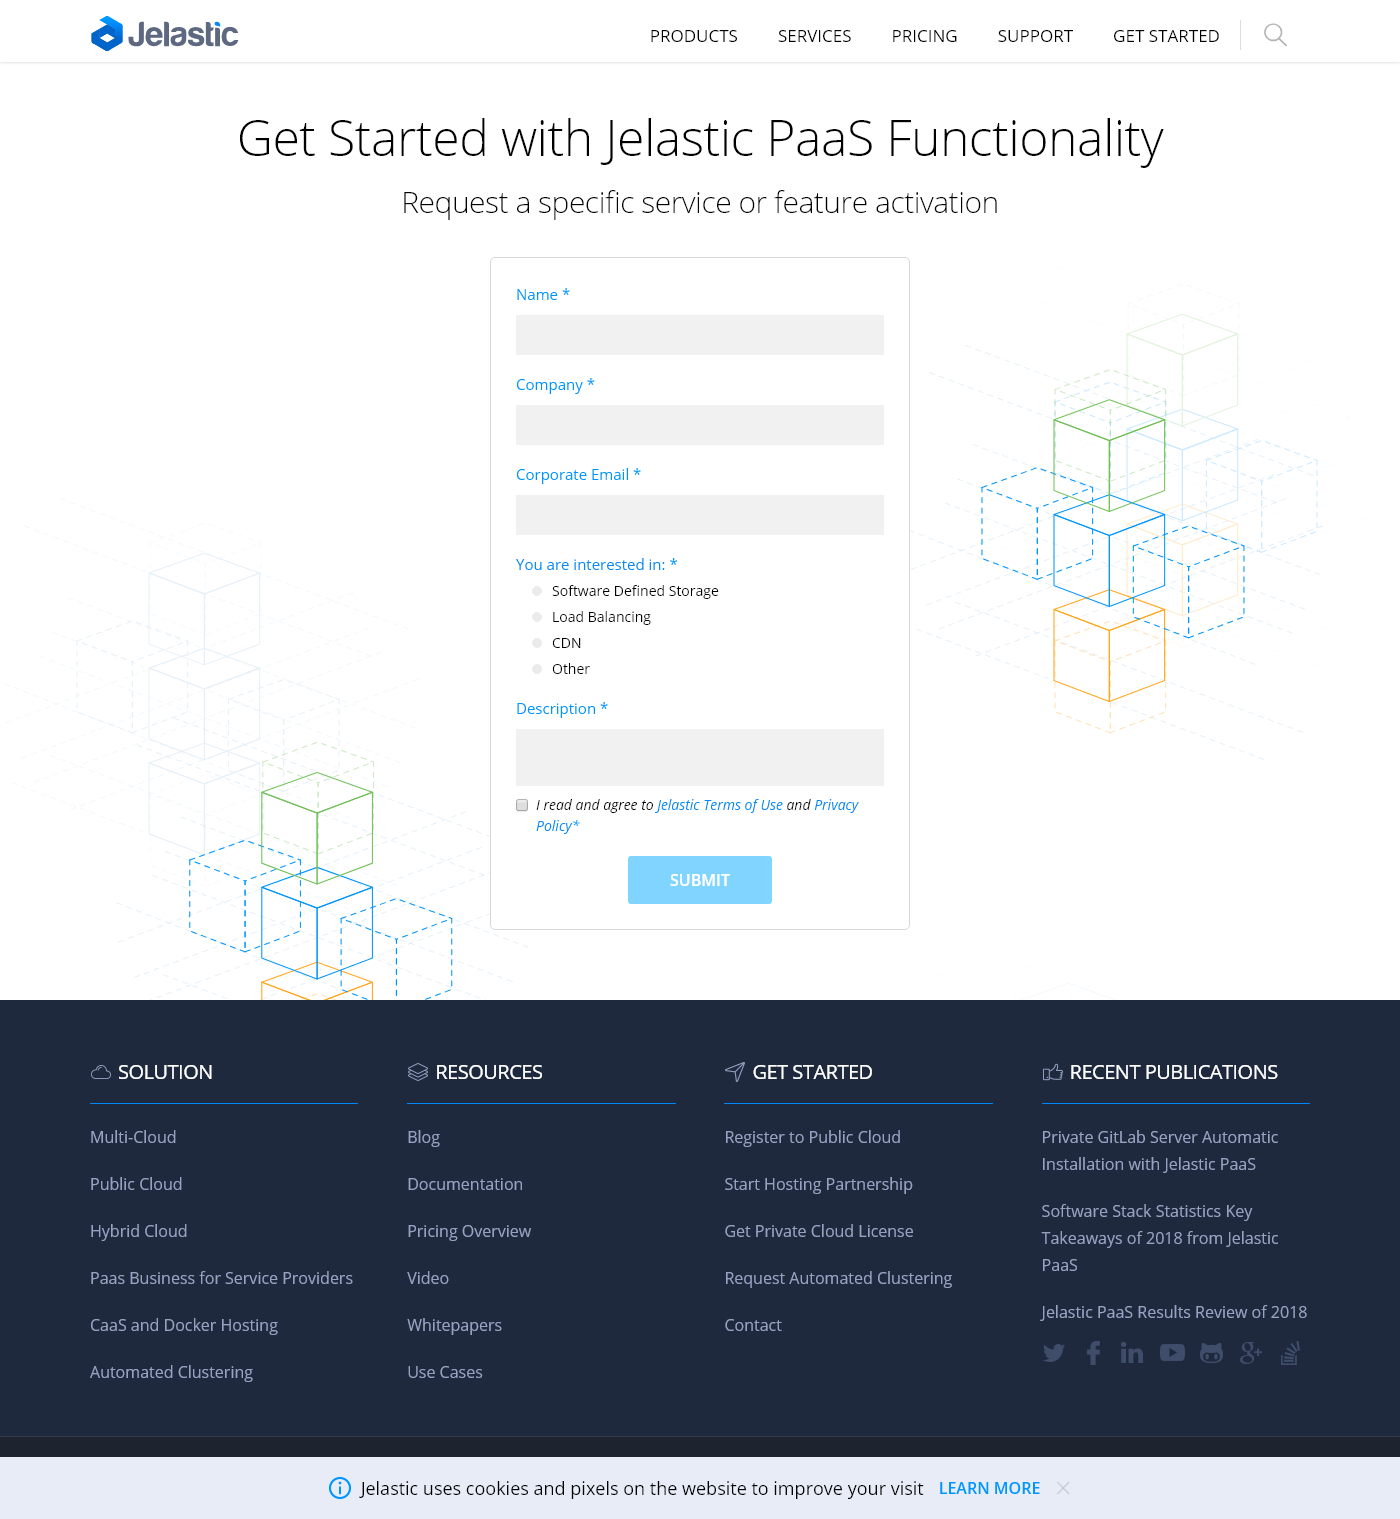 Jelastic
PRODUCTS SERVICES PRICING SUPPORT GET STARTED
Get Started with Jelastic PaaS Functionality
Request a specific service or feature activation
Name *
Company *
Corporate Email *
You are interested in: *
Software Defined Storage
Load Balancing
CDN
Other
Description *
I read and agree to Jelastic Terms of Use and Privacy
Policy*
SUBMIT
SOLUTION
Multi-Cloud
Public Cloud
Hybrid Cloud
Paas Business for Service Providers
CaaS and Docker Hosting
Automated Clustering
RESOURCES
Blog
Documentation
Pricing Overview
Video
Whitepapers
Use Cases
GET STARTED
Register to Public Cloud
Start Hosting Partnership
Get Private Cloud License
Request Automated Clustering
Contact
RECENT PUBLICATIONS
Private GitLab Server Automatic
Installation with Jelastic PaaS
Software Stack Statistics Key
Takeaways of 2018 from Jelastic
PaaS
Jelastic PaaS Results Review of 2018
Jelastic uses cookies and pixels on the website to improve your visit LEARN MORE